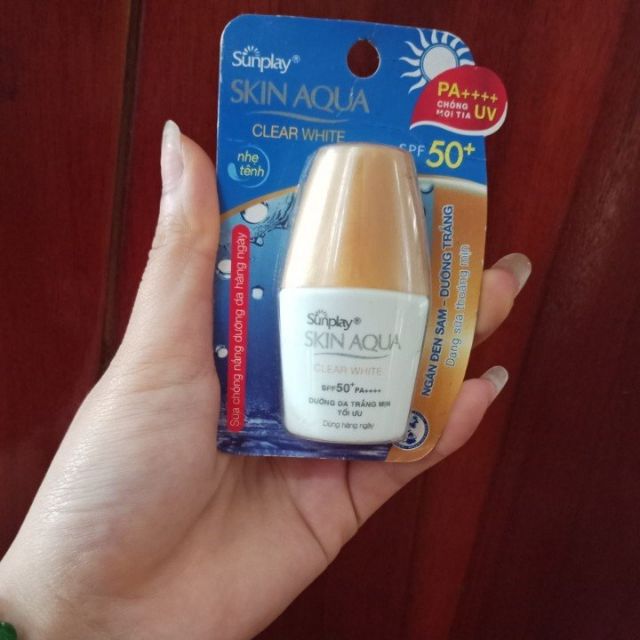 Sunplay®
SKIN AQUA
CLEAR WHITE
nhẹ
tênh
PA++++
CHỐNG
MỌI TIA
UV
SPF 50+
Sữa chống nắng dưỡng da hằng ngày
NGĂN ĐEN SẠM - DƯỠNG TRẮNG
Dạng sữa thoáng mịn
Sunplay®
SKIN AQUA
CLEAR WHITE
SPF50+ PA++++
DƯỠNG DA TRẮNG MỊN
TỐI ƯU
Dùng hằng ngày